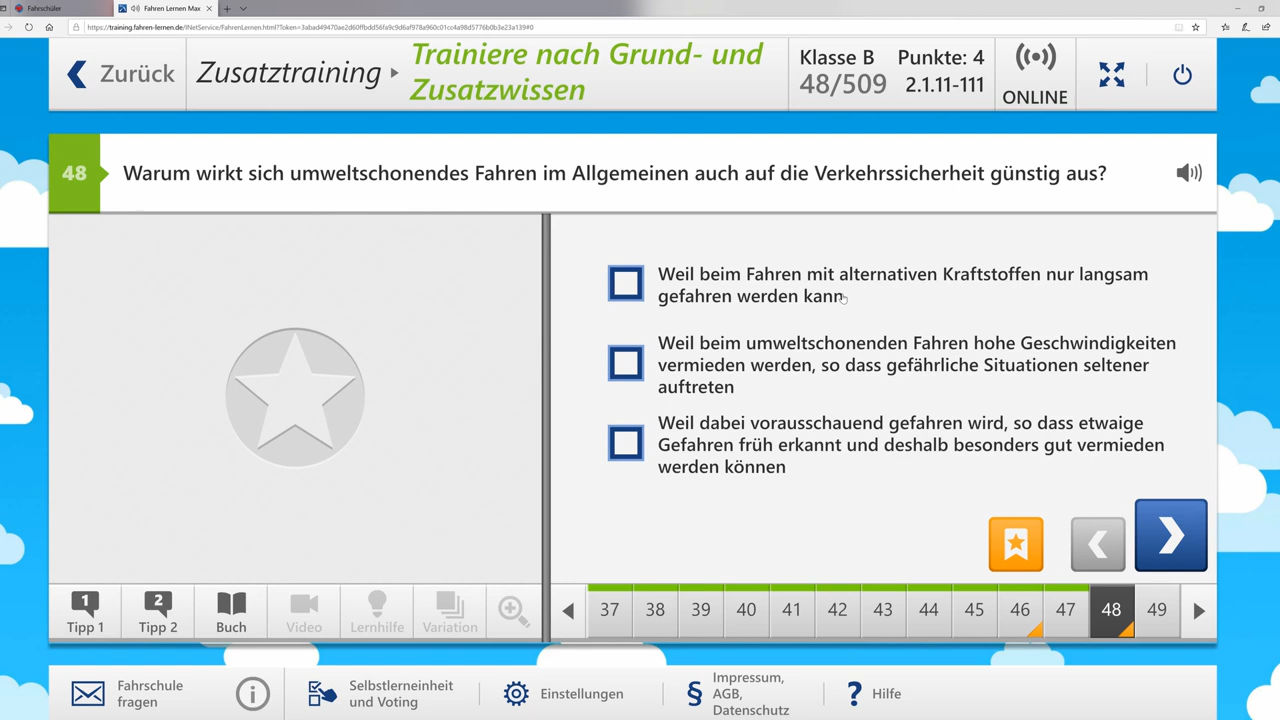 Fahrschüler
Fahren Lernen Max
https://training.fahren-lernen.de/INetService/FahrenLernen.html?Token=3abad49470ae2d60ffbdd56fa9c9d6af978a960c01cc4a98d5776b0b3e23a139#0
Zurück
Zusatztraining
Trainiere nach Grund- und
Zusatzwissen
Klasse B
48/509
Punkte: 4
2.1.11-111
ONLINE
48
Warum wirkt sich umweltschonendes Fahren im Allgemeinen auch auf die Verkehrssicherheit günstig aus?
Weil beim Fahren mit alternativen Kraftstoffen nur langsam
gefahren werden kann
Weil beim umweltschonenden Fahren hohe Geschwindigkeiten
vermieden werden, so dass gefährliche Situationen seltener
auftreten
Weil dabei vorausschauend gefahren wird, so dass etwaige
Gefahren früh erkannt und deshalb besonders gut vermieden
werden können
1
Tipp 1
2
Tipp 2
Buch
Video
Lernhilfe
Variation
37 38 39 40 41 42 43 44 45 46 47 48 49
Fahrschule
fragen
Selbstlerneinheit
und Voting
Einstellungen
§
Impressum,
AGB,
Datenschutz
? Hilfe